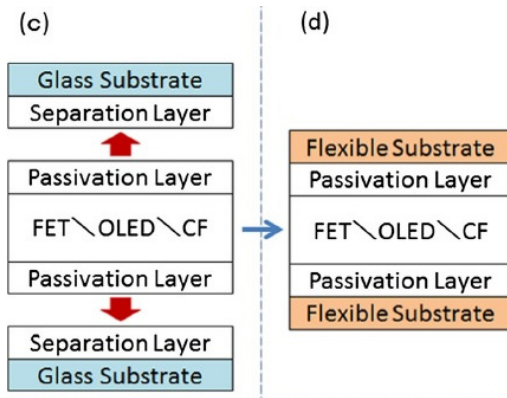 (c)
Glass Substrate
Separation Layer
Passivation Layer
FET＼OLED＼CF
Passivation Layer
Separation Layer
Glass Substrate
(d)
Flexible Substrate
Passivation Layer
FET＼OLED＼CF
Passivation Layer
Flexible Substrate